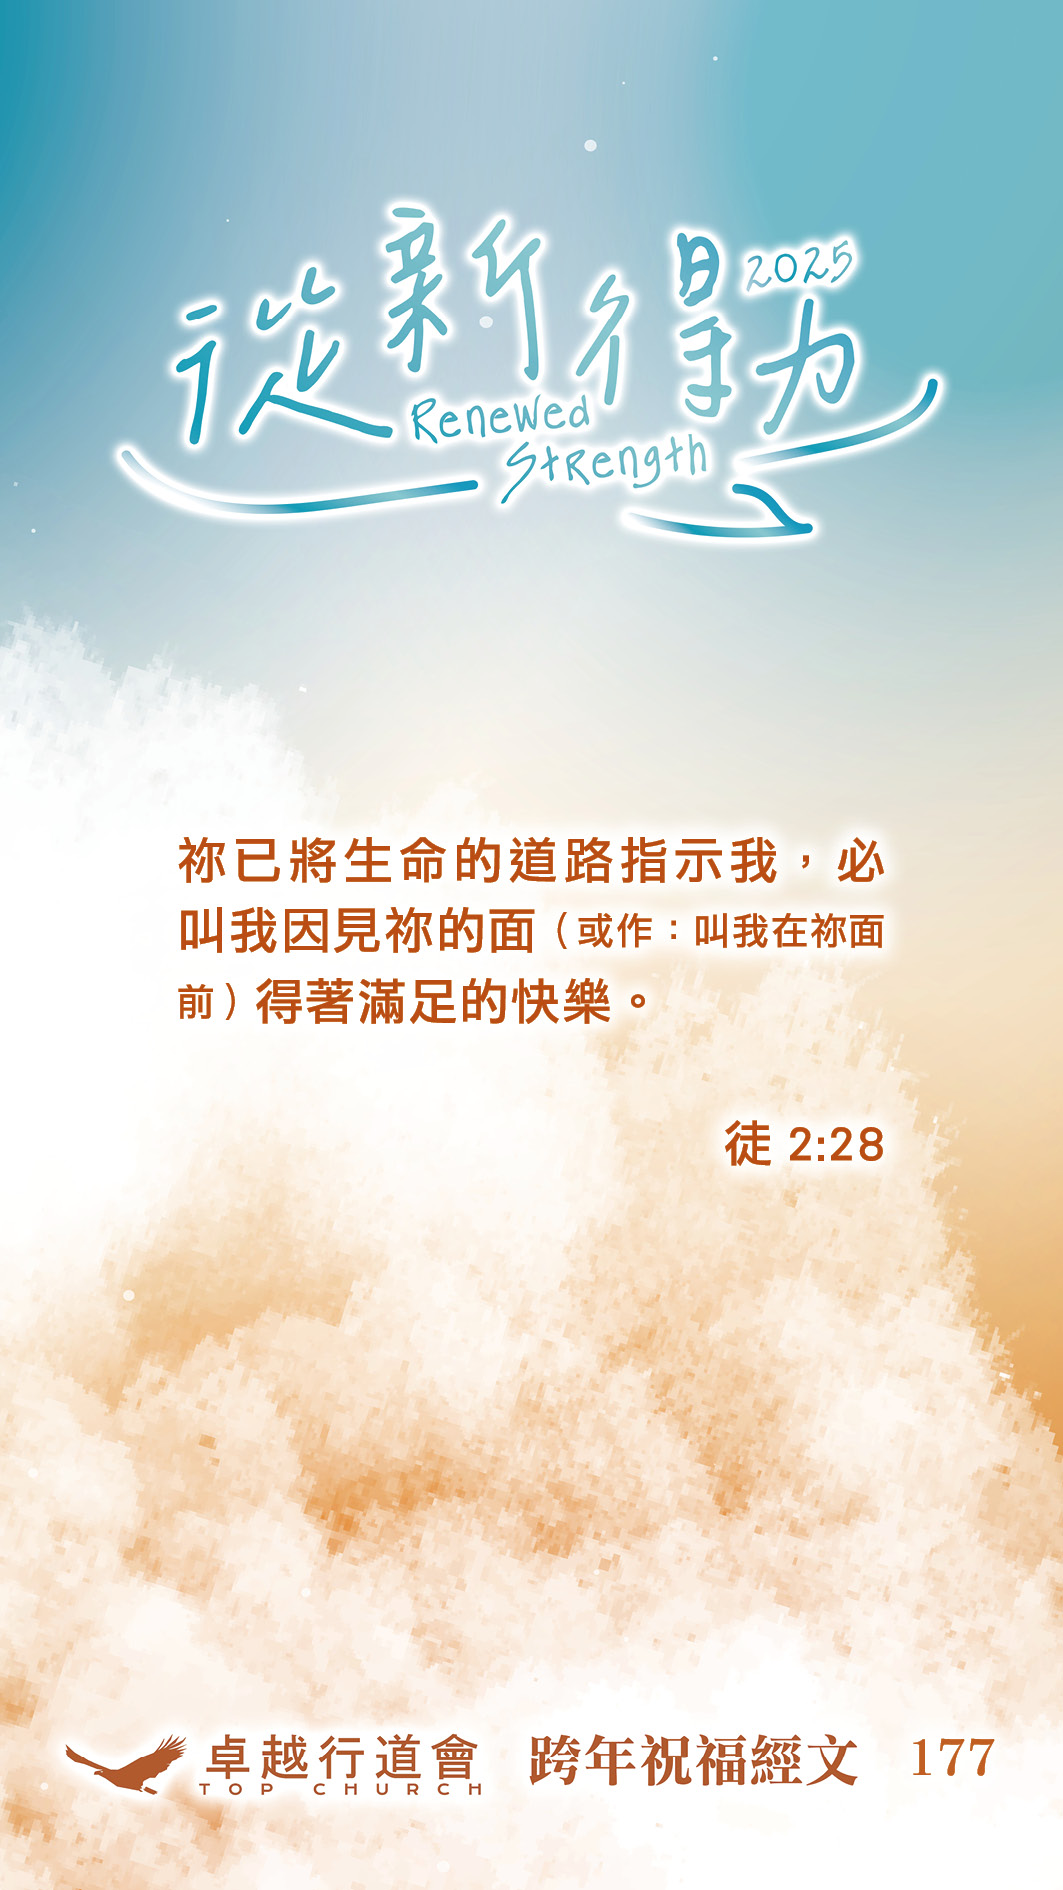 從新得力 2025
Renewed
Strength
祢已將生命的道路指示我，必
叫我因見祢的面（或作：叫我在祢面
前）得著滿足的快樂。
徒 2:28
卓越行道會 跨年祝福經文 177
TOP CHURCH